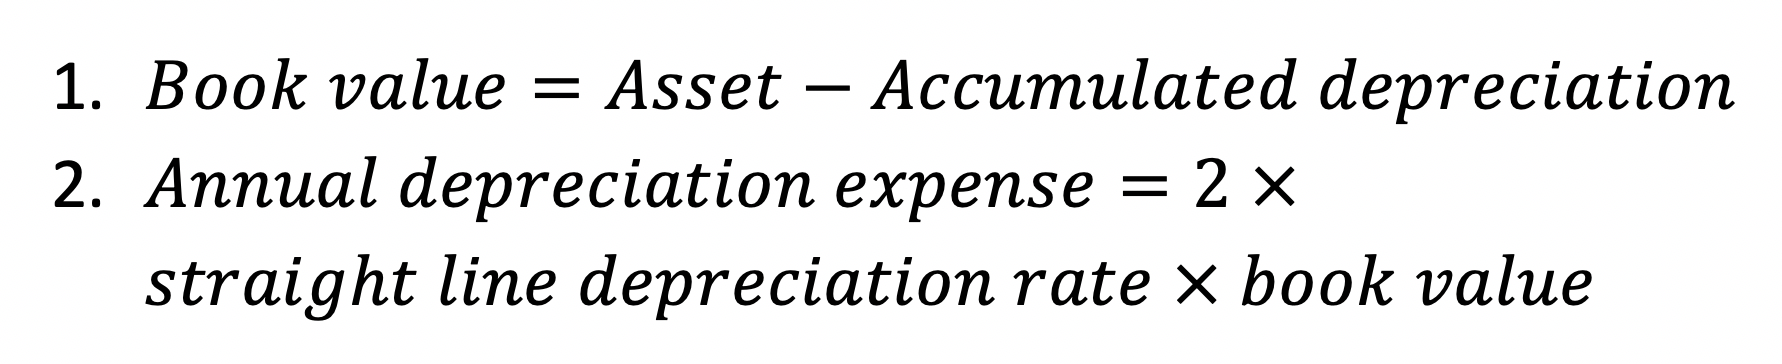 1. Book value = Asset − Accumulated depreciation
2. Annual depreciation expense = 2 ×
straight line depreciation rate × book value